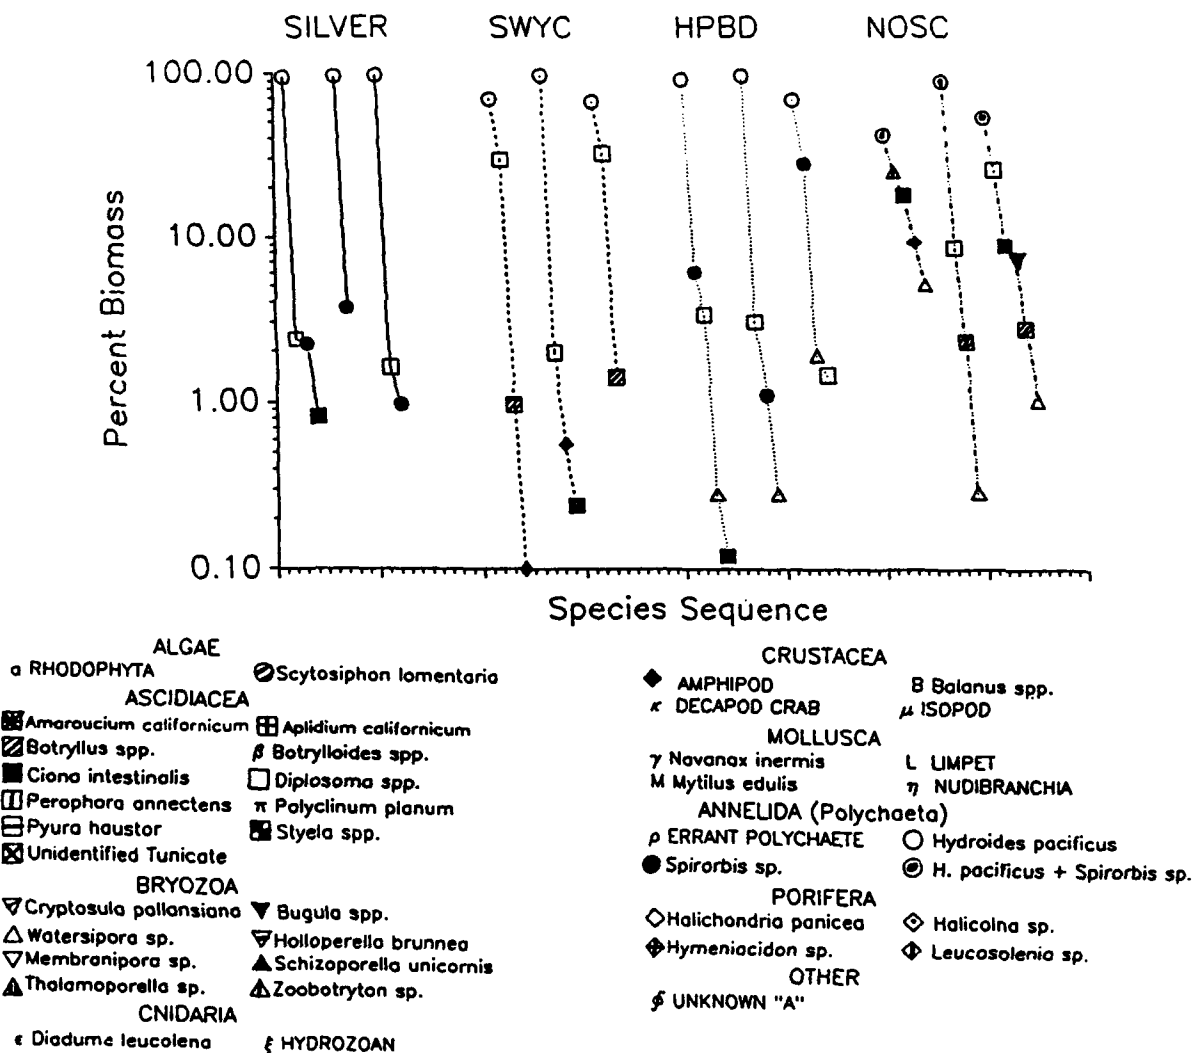 SILVER SWYC HPBD NOSC
100.00
10.00
1.00
0.10
Percent Biomass
Species Sequence
ALGAE
a RHODOPHYTA
Scytosiphon lomentaria
ASCIDIACEA
Amaroucium californicum
Aplidium californicum
Botryllus spp.
β Botrylloides spp.
Ciona intestinalis
Diplosoma spp.
Perophora annectens
π Polyclinum planum
Pyura haustor
Styela spp.
Unidentified Tunicate
BRYOZOA
Cryptosula pallansiana
Bugula spp.
Watersipora sp.
Holloperella brunnea
Membranipora sp.
Schizoporella unicornis
Thalamoporella sp.
Zoobotryton sp.
CNIDARIA
ε Diadume leucolena
ξ HYDROZOAN
CRUSTACEA
AMPHIPOD
B Balanus spp.
κ DECAPOD CRAB
μ ISOPOD
MOLLUSCA
γ Navanax inermis
L LIMPET
M Mytilus edulis
η NUDIBRANCHIA
ANNELIDA (Polychaeta)
ρ ERRANT POLYCHAETE
Hydroides pacificus
Spirorbis sp.
H. pacificus + Spirorbis sp.
PORIFERA
Halichondria panicea
Halicolna sp.
Hymeniacidon sp.
Leucosolenia sp.
OTHER
∮ UNKNOWN "A"